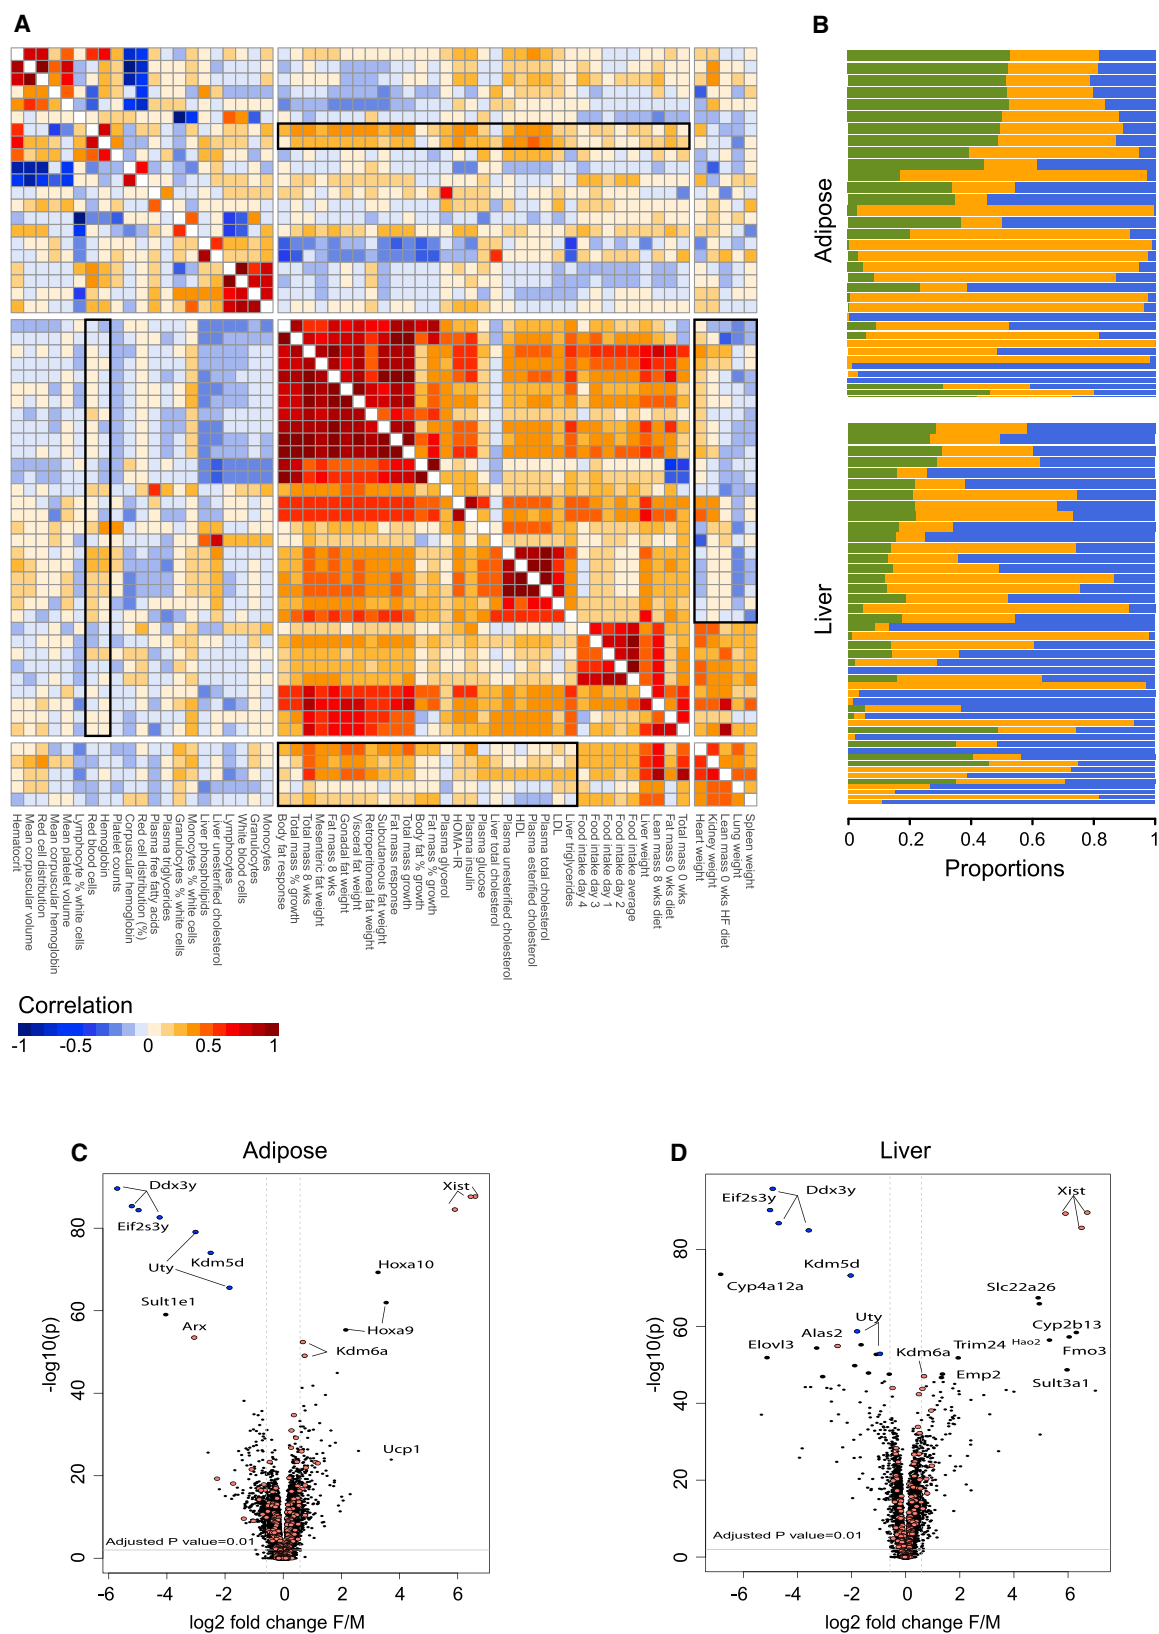 A
B
Adipose
Liver
Hematocrit
Mean corpuscular volume
Red cell distribution
Mean corpuscular hemoglobin
Mean platelet volume
Lymphocyte % white cells
Red blood cells
Hemoglobin
Platelet counts
Corpuscular hemoglobin
Red cell distribution (%)
Plasma free fatty acids
Plasma triglycerides
Granulocytes % white cells
Monocytes % white cells
Liver phospholipids
Liver unesterified cholesterol
Lymphocytes
White blood cells
Granulocytes
Monocytes
Body fat response
Total mass % growth
Total mass 8 wks
Mesenteric fat weight
Fat mass 8 wks
Gonadal fat weight
Visceral fat weight
Retroperitoneal fat weight
Subcutaneous fat weight
Fat mass response
Total mass growth
Body fat % growth
Fat mass % growth
Plasma glycerol
HOMA-IR
Plasma insulin
Plasma glucose
Liver total cholesterol
Plasma unesterified cholesterol
HDL
Plasma esterified cholesterol
Plasma total cholesterol
LDL
Liver triglycerides
Food intake day 4
Food intake day 3
Food intake day 1
Food intake day 2
Food intake average
Liver weight
Lean mass 8 wks diet
Fat mass 0 wks diet
Total mass 0 wks
Heart weight
Kidney weight
Lean mass 0 wks HF diet
Lung weight
Spleen weight
0 0.2 0.4 0.6 0.8 1
Proportions
Correlation
-1 -0.5 0 0.5 1
C
Adipose
Ddx3y
Xist
Eif2s3y
Uty
Kdm5d
Hoxa10
Sult1e1
Arx
Hoxa9
Kdm6a
Ucp1
Adjusted P value=0.01
80
60
40
20
0
-log10(p)
-6 -4 -2 0 2 4 6
log2 fold change F/M
D
Liver
Ddx3y
Xist
Eif2s3y
Kdm5d
Cyp4a12a
Slc22a26
Uty
Cyp2b13
Alas2
Elovl3
Trim24
Hao2
Fmo3
Kdm6a
Emp2
Sult3a1
Adjusted P value=0.01
80
60
40
20
0
-log10(p)
-6 -4 -2 0 2 4 6
log2 fold change F/M